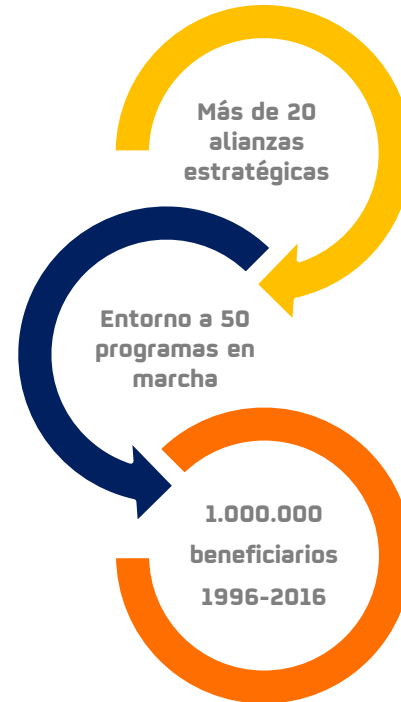 Más de 20
alianzas
estratégicas
Entorno a 50
programas en
marcha
1.000.000
beneficiarios
1996-2016